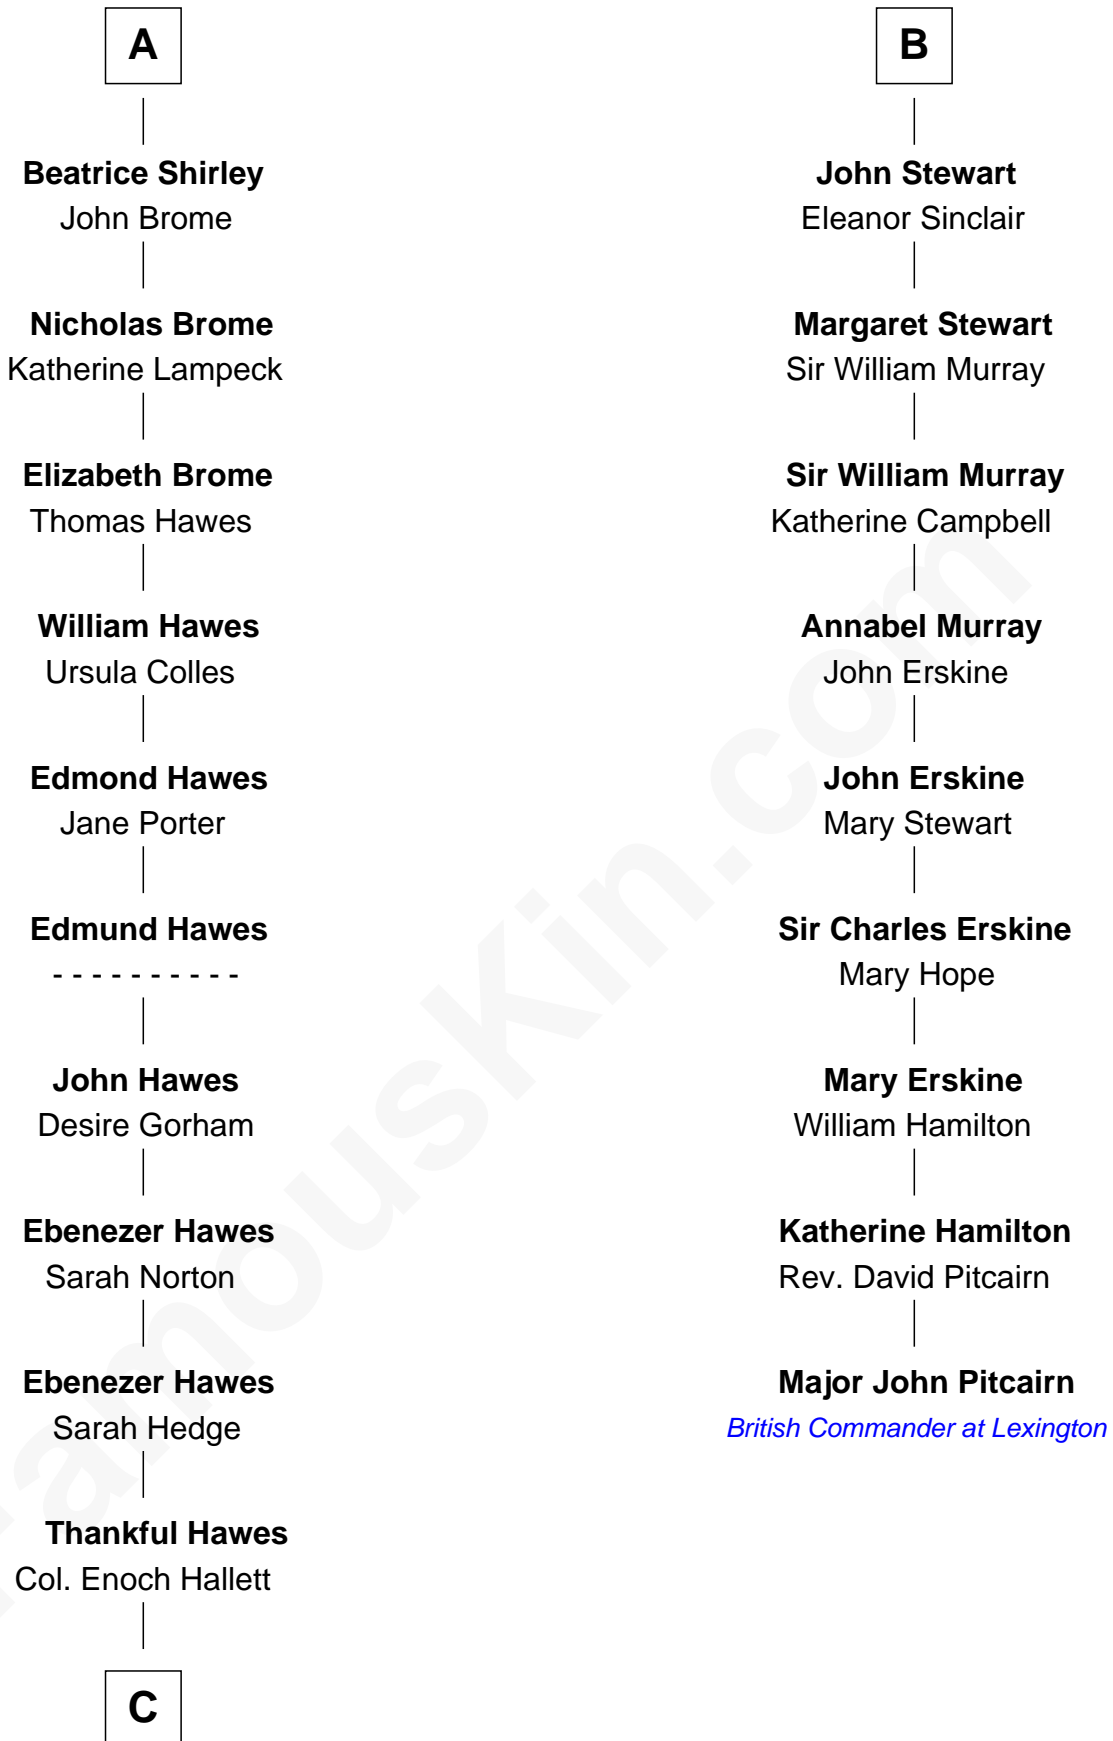 A
Beatrice Shirley
John Brome
Nicholas Brome
Katherine Lampeck
Elizabeth Brome
Thomas Hawes
William Hawes
Ursula Colles
Edmond Hawes
Jane Porter
Edmund Hawes
- - - - - - - - - -
John Hawes
Desire Gorham
Ebenezer Hawes
Sarah Norton
Ebenezer Hawes
Sarah Hedge
Thankful Hawes
Col. Enoch Hallett
C
B
John Stewart
Eleanor Sinclair
Margaret Stewart
Sir William Murray
Sir William Murray
Katherine Campbell
Annabel Murray
John Erskine
John Erskine
Mary Stewart
Sir Charles Erskine
Mary Hope
Mary Erskine
William Hamilton
Katherine Hamilton
Rev. David Pitcairn
Major John Pitcairn
British Commander at Lexington
FamousKin.com